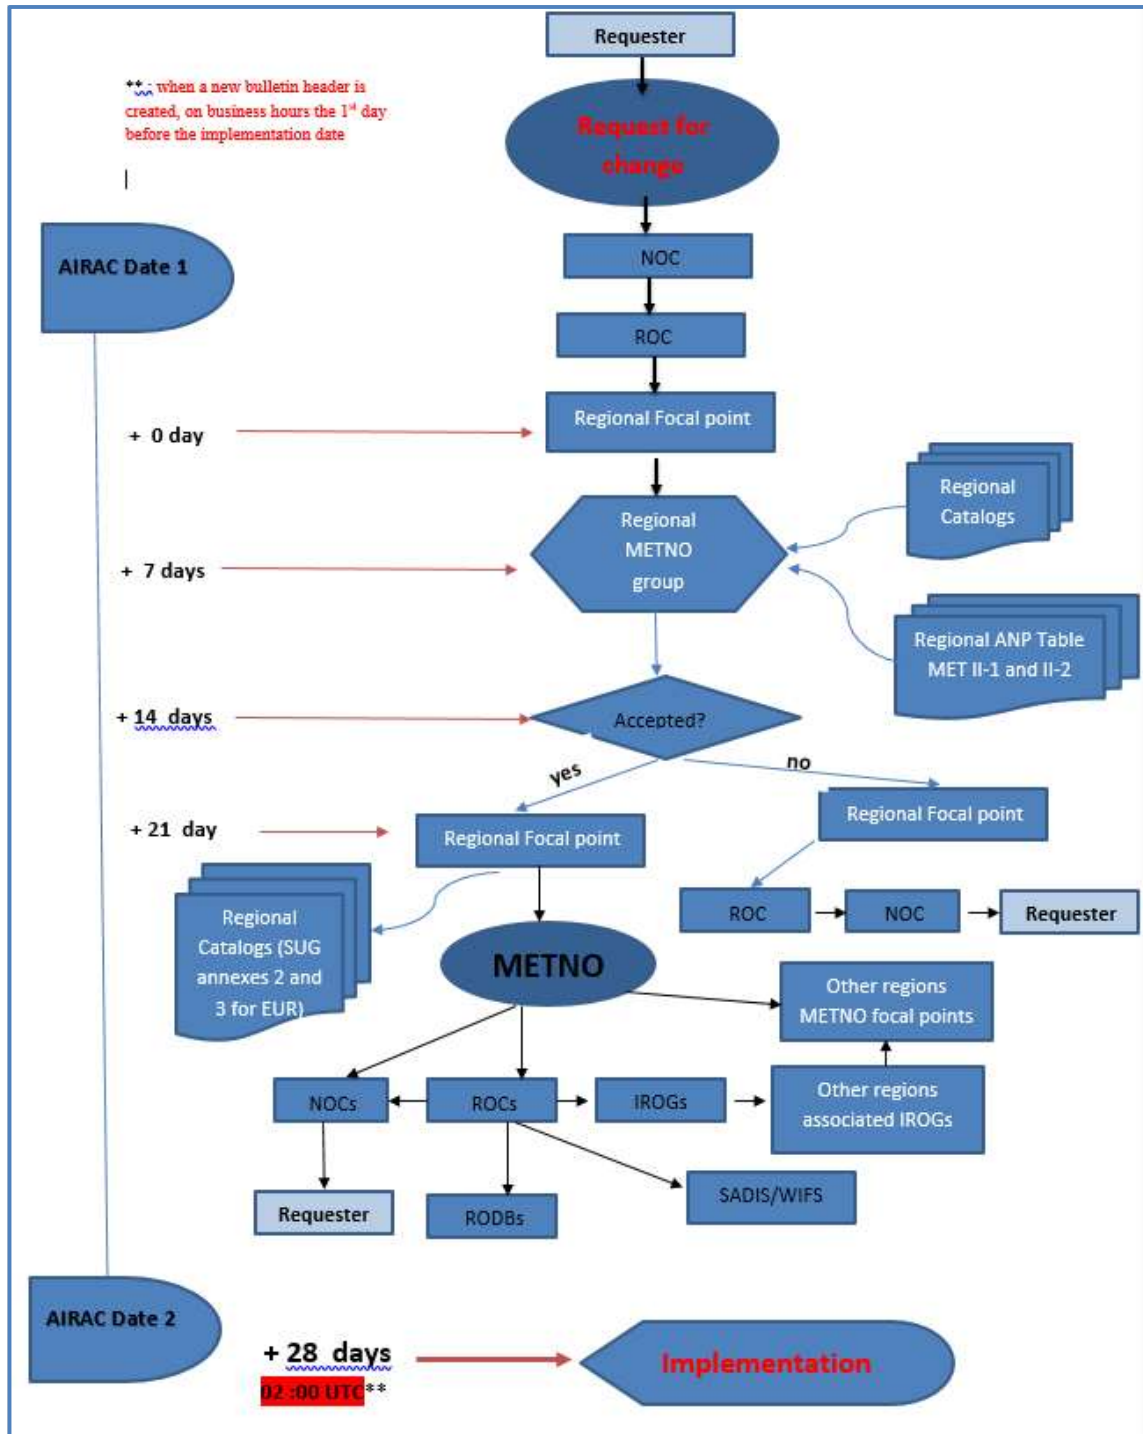 Requester
** : when a new bulletin header is
created, on business hours the 1st day
before the implementation date
Request for
change
AIRAC Date 1
NOC
ROC
Regional Focal point
+ 0 day
Regional
Catalogs
Regional
METNO
group
+ 7 days
Regional ANP Table
MET II-1 and II-2
+ 14 days
Accepted?
yes
no
Regional Focal point
+ 21 day
Regional Focal point
Regional
Catalogs (SUG
annexes 2 and
3 for EUR)
ROC
NOC
Requester
METNO
Other regions
METNO focal points
NOCs
ROCs
IROGs
Other regions
associated IROGs
Requester
RODBs
SADIS/WIFS
AIRAC Date 2
+ 28 days
02 :00 UTC**
Implementation